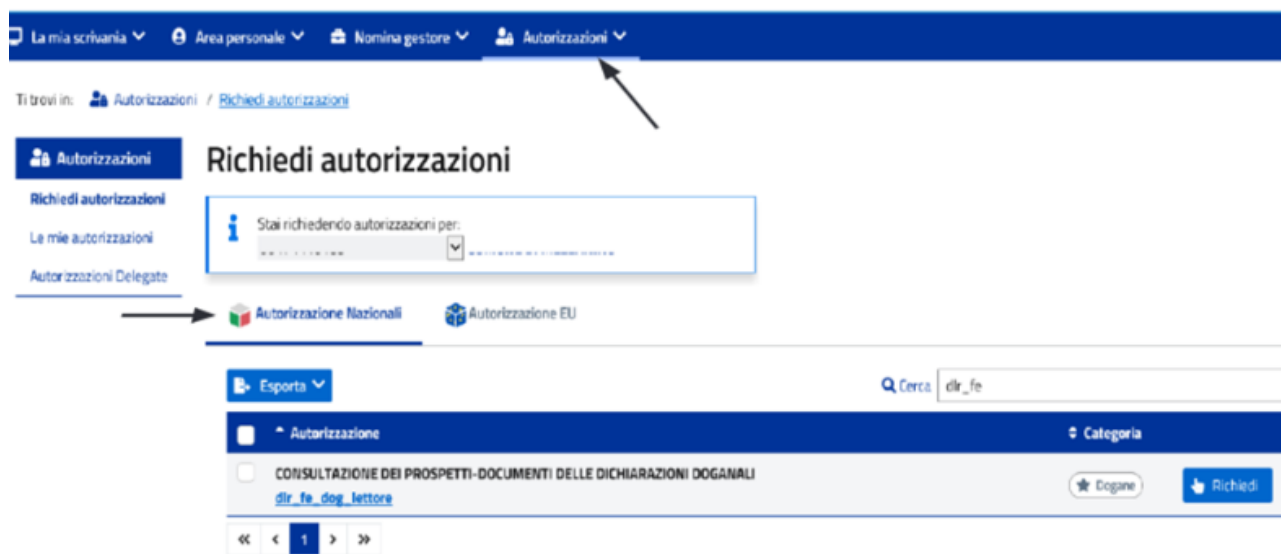 La mia scrivania Area personale Nomina gestore Autorizzazioni
Ti trovi in: Autorizzazioni / Richiedi autorizzazioni
Autorizzazioni
Richiedi autorizzazioni
Le mie autorizzazioni
Autorizzazioni Delegate
Richiedi autorizzazioni
Stai richiedendo autorizzazioni per:
Autorizzazione Nazionali Autorizzazione EU
Esporta Cerca dlr_fe
Autorizzazione Categoria
CONSULTAZIONE DEI PROSPETTI-DOCUMENTI DELLE DICHIARAZIONI DOGANALI
dlr_fe_dog_lettore Dogane Richiedi
« ‹ 1 › »